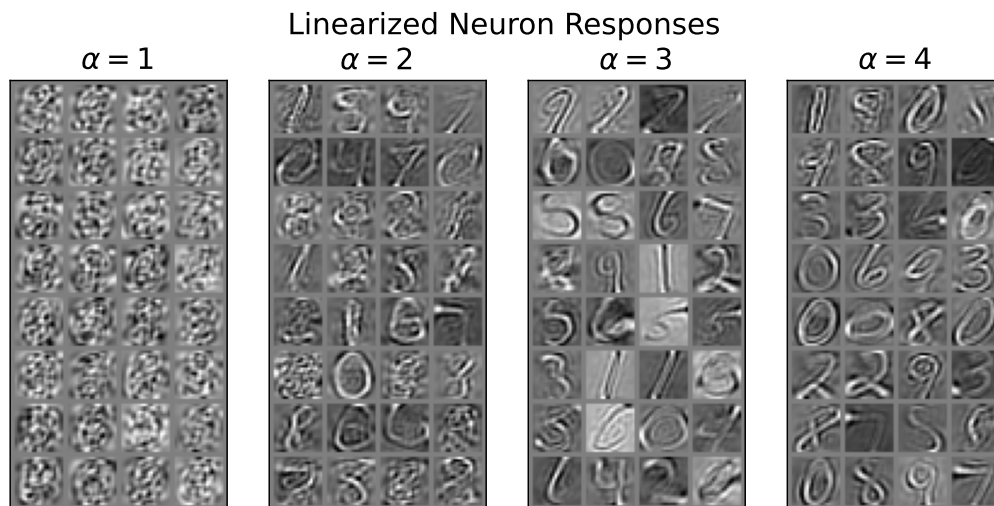 Linearized Neuron Responses
α = 1 α = 2 α = 3 α = 4